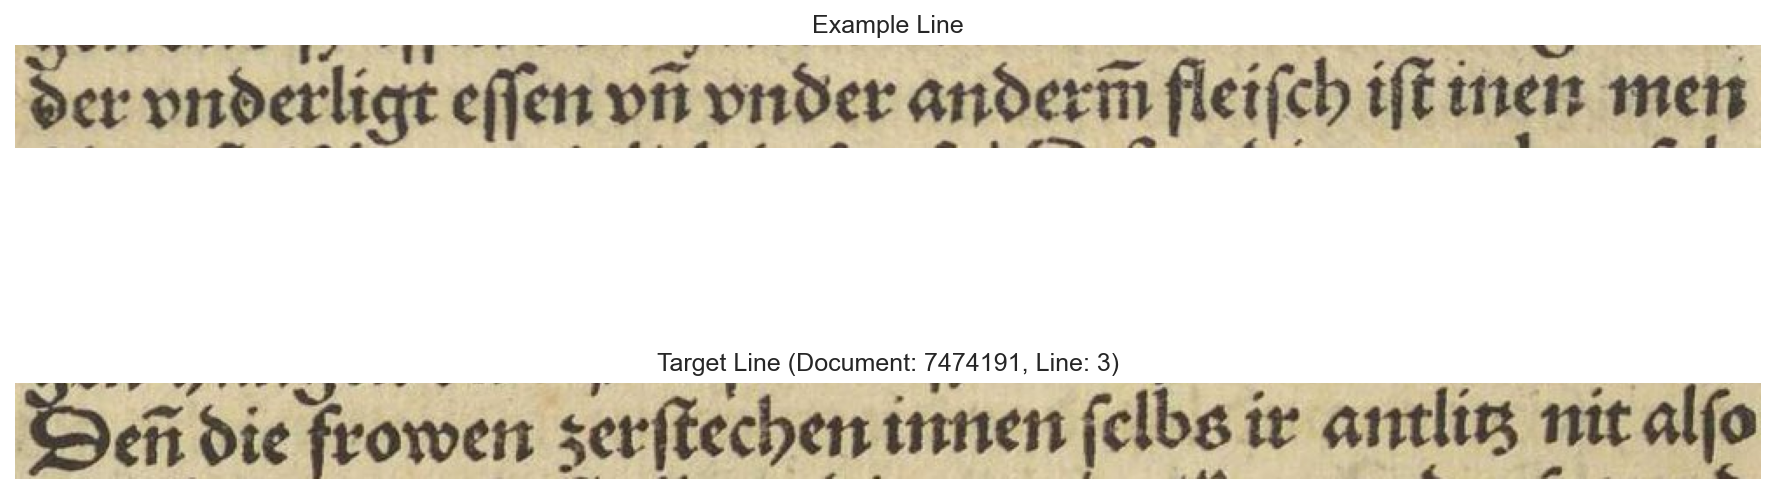 Example Line
der vnderligt eſſen vn̄ vnder anderm̄ fleiſch iſt inen men
Target Line (Document: 7474191, Line: 3)
Den̄ die frowen zerſtechen innen ſelbs ir antlitz nit alſo